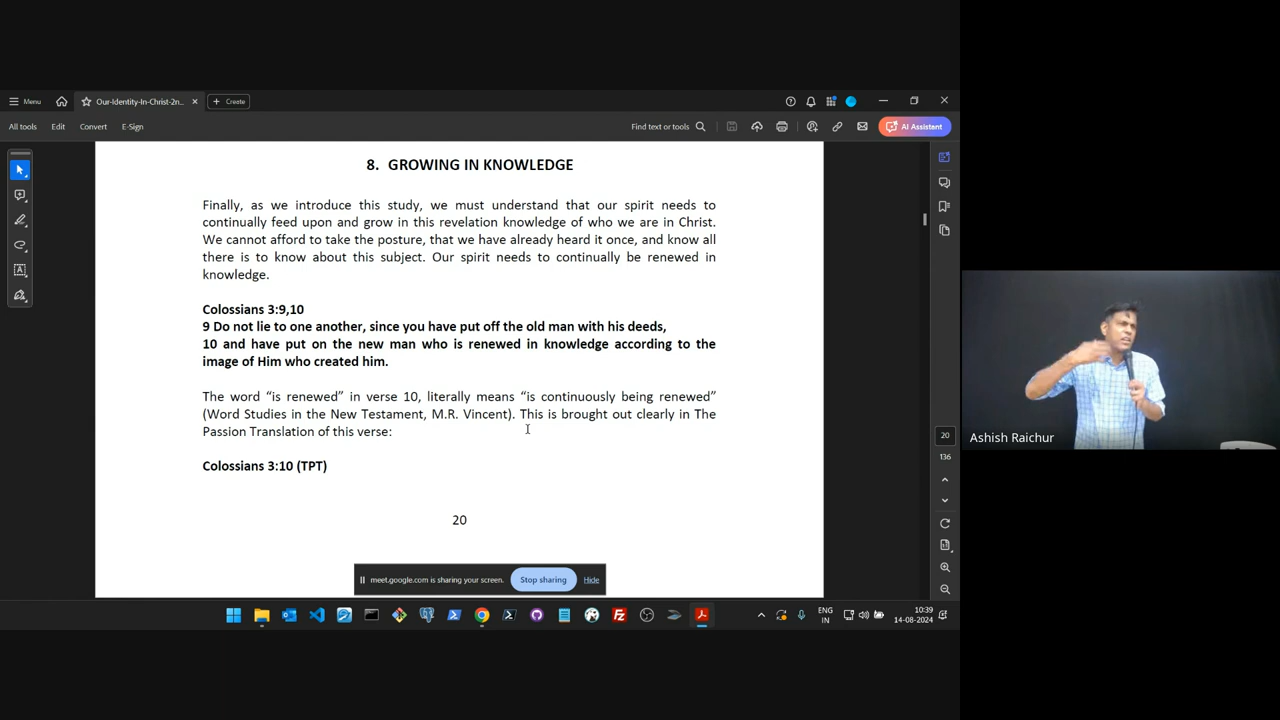 Menu
Our-Identity-In-Christ-2n...
Create
All tools
Edit
Convert
E-Sign
Find text or tools
AI Assistant
8. GROWING IN KNOWLEDGE
Finally, as we introduce this study, we must understand that our spirit needs to
continually feed upon and grow in this revelation knowledge of who we are in Christ.
We cannot afford to take the posture, that we have already heard it once, and know all
there is to know about this subject. Our spirit needs to continually be renewed in
knowledge.
Colossians 3:9,10
9 Do not lie to one another, since you have put off the old man with his deeds,
10 and have put on the new man who is renewed in knowledge according to the
image of Him who created him.
The word “is renewed” in verse 10, literally means “is continuously being renewed”
(Word Studies in the New Testament, M.R. Vincent). This is brought out clearly in The
Passion Translation of this verse:
Colossians 3:10 (TPT)
20
20
136
Ashish Raichur
meet.google.com is sharing your screen.
Stop sharing
Hide
ENG
IN
10:39
14-08-2024